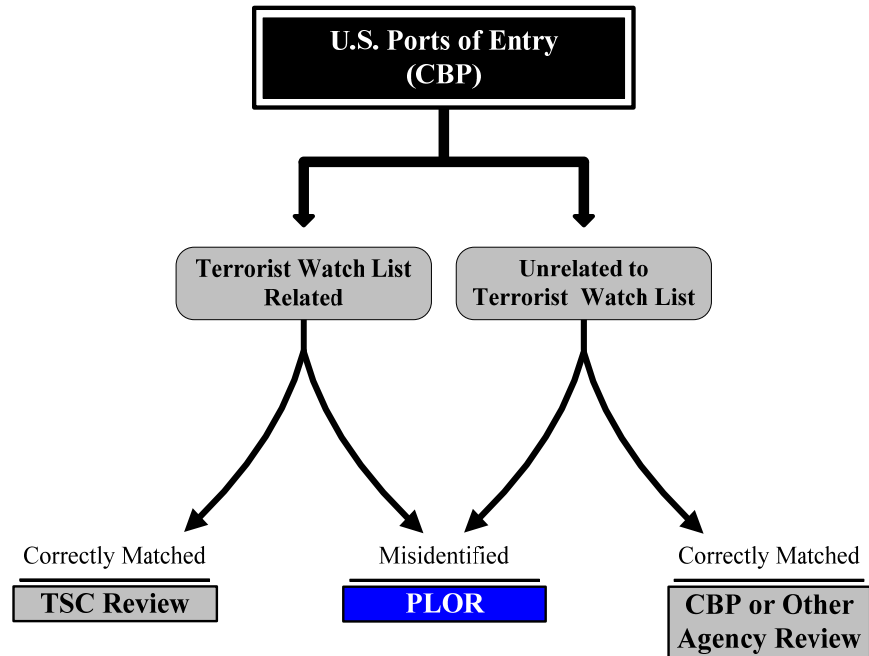 U.S. Ports of Entry
(CBP)
Terrorist Watch List
Related
Unrelated to
Terrorist Watch List
Correctly Matched
TSC Review
Misidentified
PLOR
Correctly Matched
CBP or Other
Agency Review